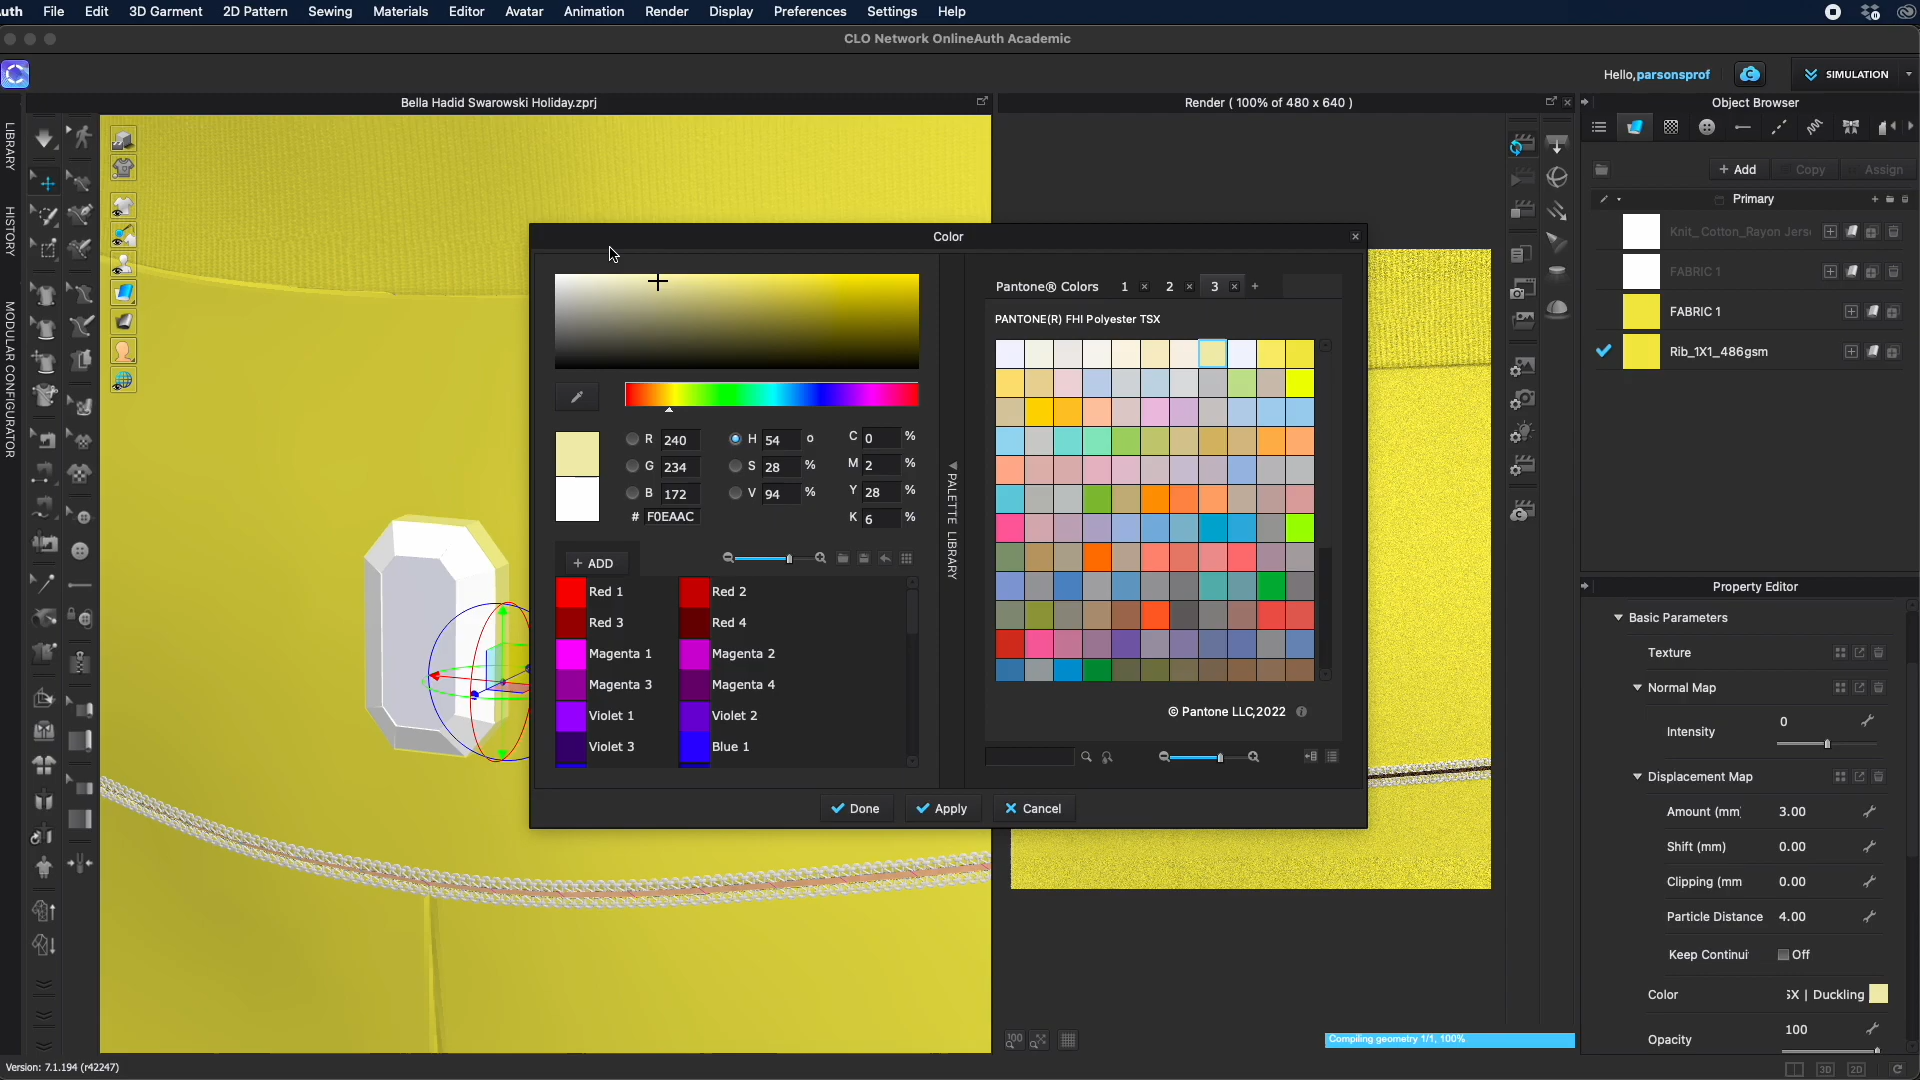 uth File Edit 3D Garment 2D Pattern Sewing Materials Editor Avatar Animation Render Display Preferences Settings Help
CLO Network OnlineAuth Academic
Hello,parsonsprof
SIMULATION
Bella Hadid Swarowski Holiday.zprj
Render ( 100% of 480 x 640 )
Object Browser
LIBRARY
HISTORY
MODULAR CONFIGURATOR
+ Add
Copy
Assign
Primary
Knit_Cotton_Rayon Jers
FABRIC 1
FABRIC 1
Rib_1X1_486gsm
Color
Pantone® Colors 1 2 3 +
PANTONE(R) FHI Polyester TSX
R 240 H 54 o C 0 %
G 234 S 28 % M 2 %
B 172 V 94 % Y 28 %
# F0EAAC K 6 %
PALETTE LIBRARY
+ ADD
Red 1 Red 2
Red 3 Red 4
Magenta 1 Magenta 2
Magenta 3 Magenta 4
Violet 1 Violet 2
Violet 3 Blue 1
© Pantone LLC,2022
Done
Apply
Cancel
Property Editor
Basic Parameters
Texture
Normal Map
Intensity 0
Displacement Map
Amount (mm) 3.00
Shift (mm) 0.00
Clipping (mm 0.00
Particle Distance 4.00
Keep Continui Off
Color SX | Duckling
Opacity 100
100
Compiling geometry 1/1, 100%
Version: 7.1.194 (r42247)
3D 2D